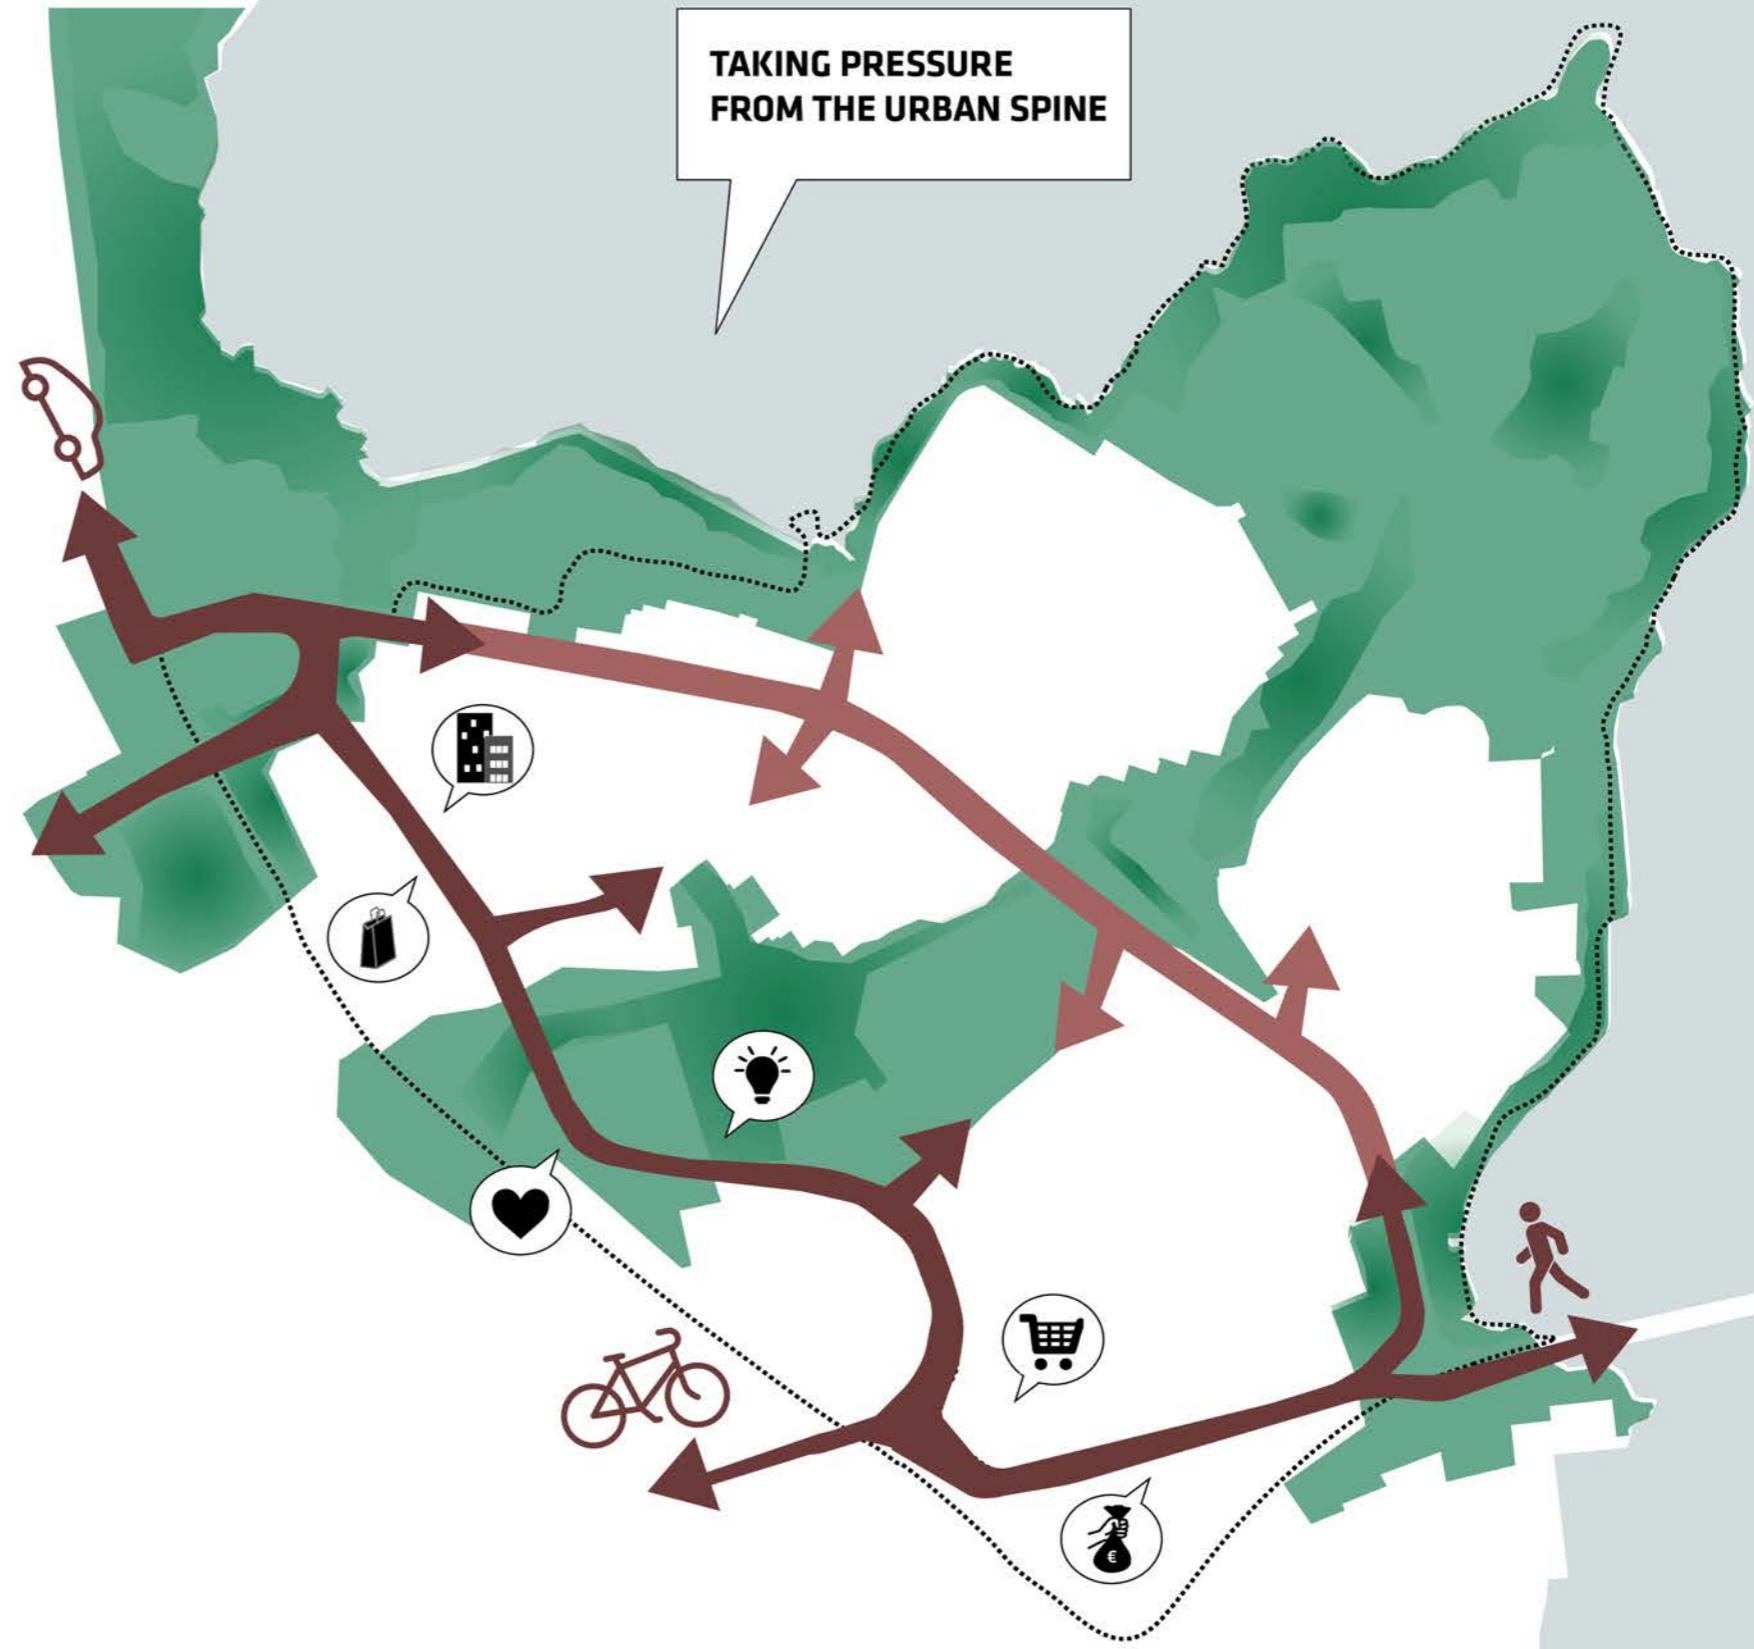 TAKING PRESSURE
FROM THE URBAN SPINE
€